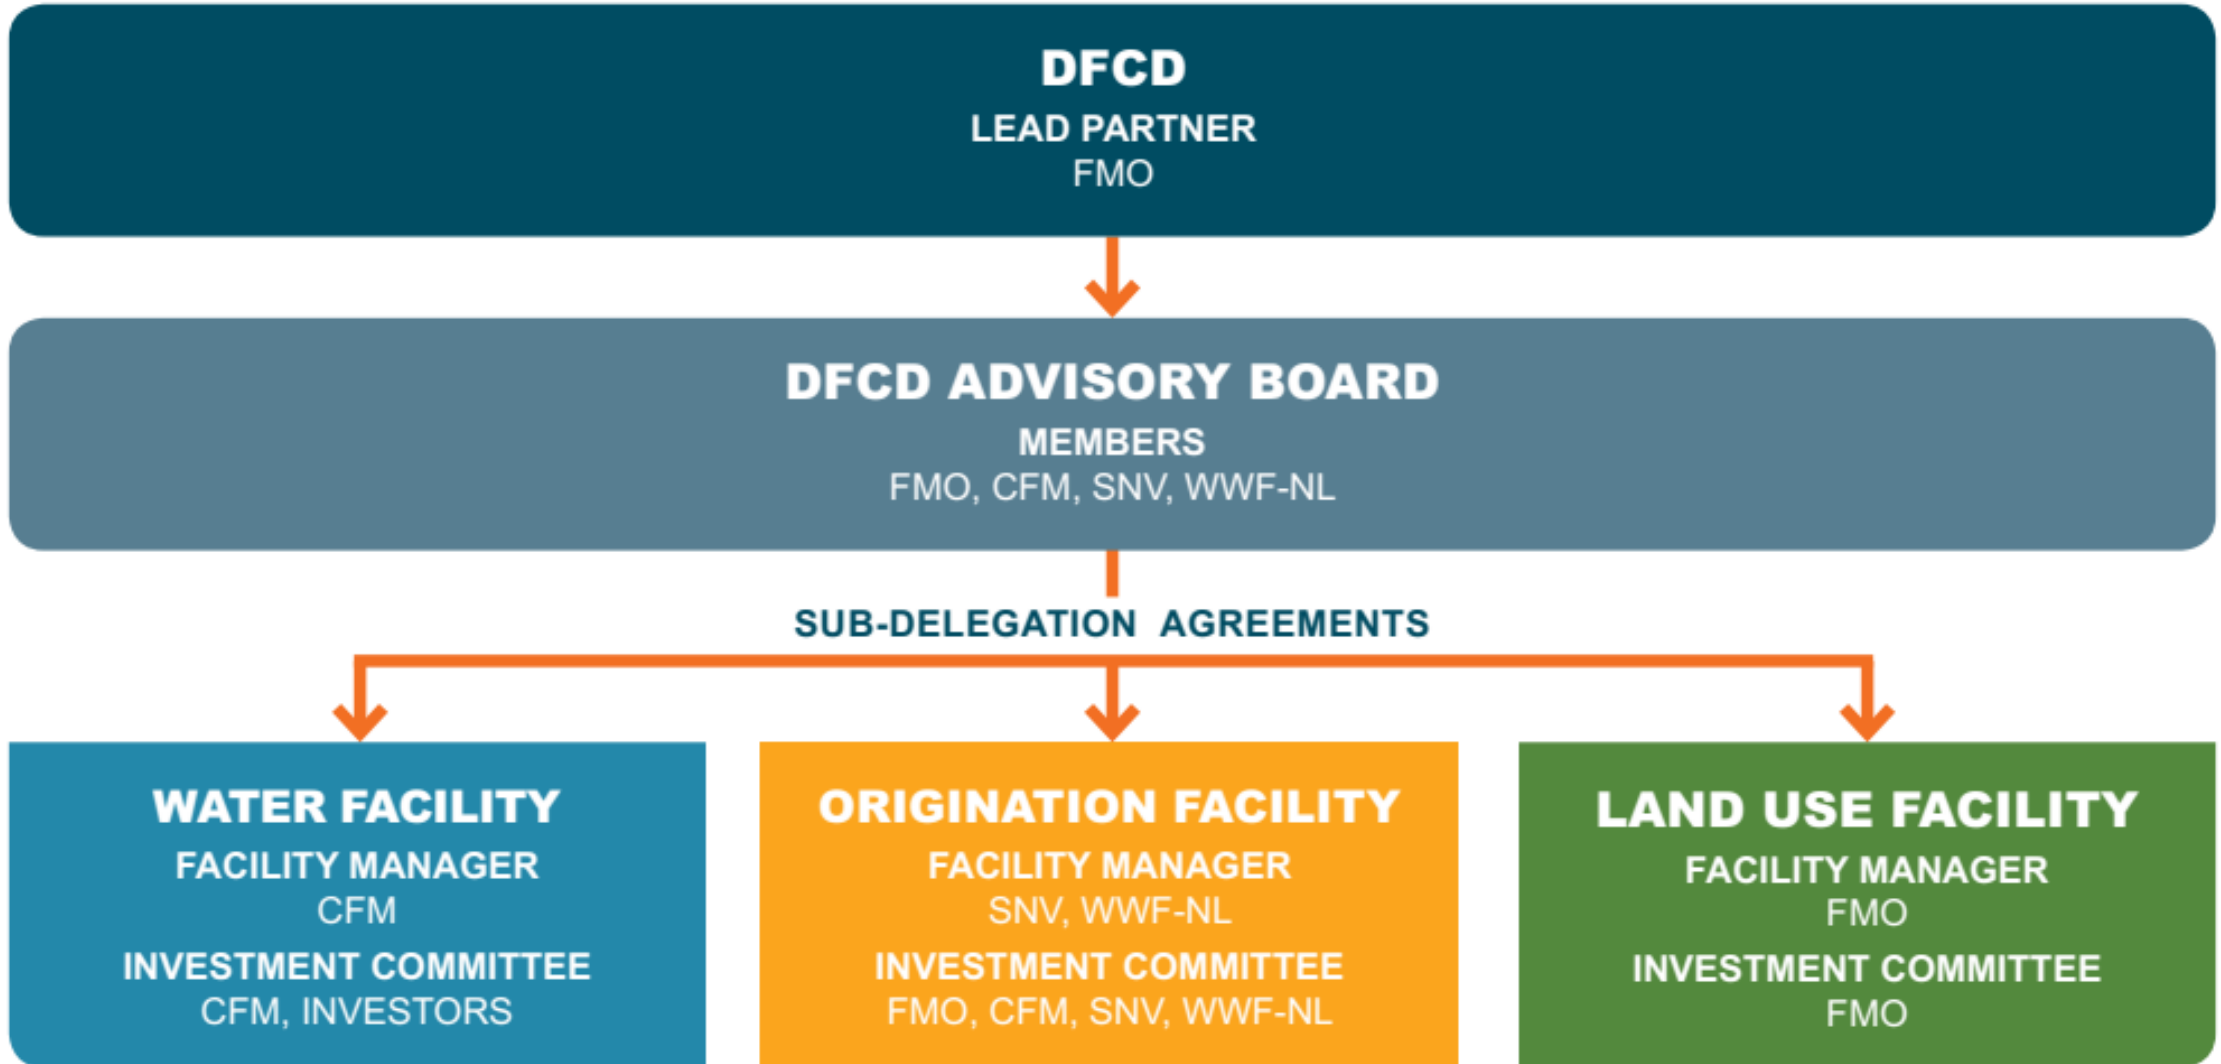 DFCD
LEAD PARTNER
FMO
DFCD ADVISORY BOARD
MEMBERS
FMO, CFM, SNV, WWF-NL
SUB-DELEGATION AGREEMENTS
WATER FACILITY
FACILITY MANAGER
CFM
INVESTMENT COMMITTEE
CFM, INVESTORS
ORIGINATION FACILITY
FACILITY MANAGER
SNV, WWF-NL
INVESTMENT COMMITTEE
FMO, CFM, SNV, WWF-NL
LAND USE FACILITY
FACILITY MANAGER
FMO
INVESTMENT COMMITTEE
FMO